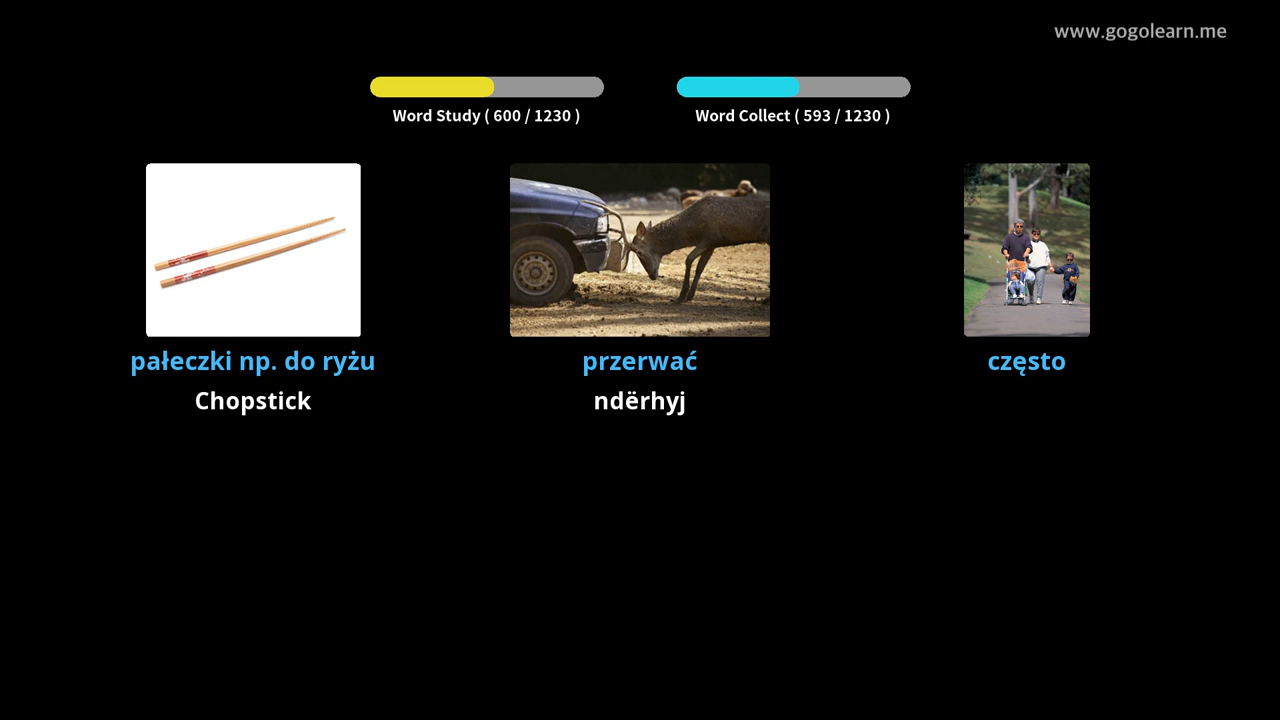 www.gogolearn.me
Word Study ( 600 / 1230 )
Word Collect ( 593 / 1230 )
pałeczki np. do ryżu
przerwać
często
Chopstick
ndërhyj